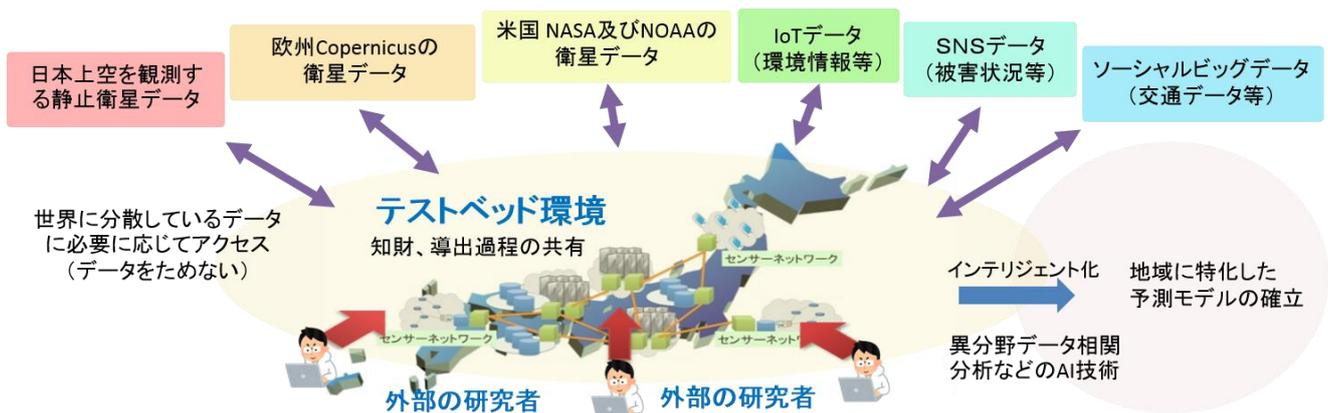 日本上空を観測す
る静止衛星データ
欧州Copernicusの
衛星データ
米国 NASA及びNOAAの
衛星データ
IoTデータ
（環境情報等）
ＳＮＳデータ
（被害状況等）
ソーシャルビッグデータ
（交通データ等）
世界に分散しているデータ
に必要に応じてアクセス
（データをためない）
テストベッド環境
知財、導出過程の共有
センサーネットワーク
センサーネットワーク
センサーネットワ
インテリジェント化
地域に特化した
予測モデルの確立
異分野データ相関
分析などのAI技術
外部の研究者
外部の研究者